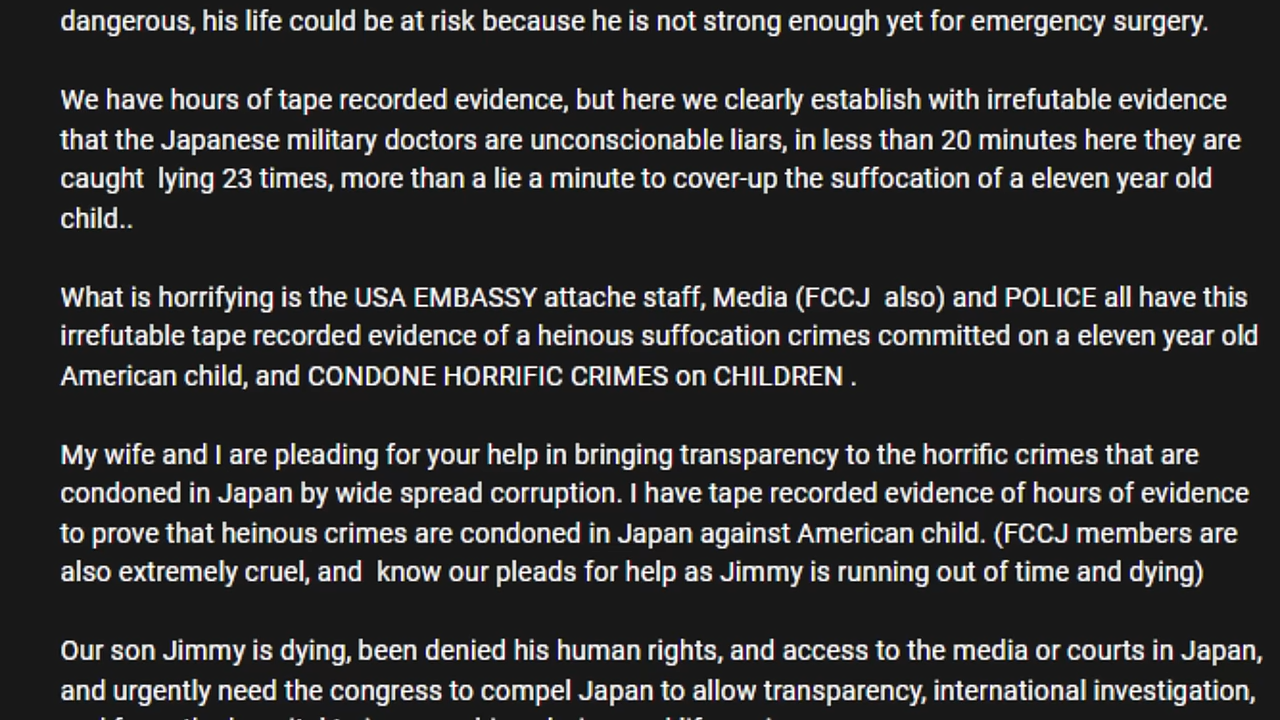 dangerous, his life could be at risk because he is not strong enough yet for emergency surgery.
We have hours of tape recorded evidence, but here we clearly establish with irrefutable evidence
that the Japanese military doctors are unconscionable liars, in less than 20 minutes here they are
caught  lying 23 times, more than a lie a minute to cover-up the suffocation of a eleven year old
child..
What is horrifying is the USA EMBASSY attache staff, Media (FCCJ  also) and POLICE all have this
irrefutable tape recorded evidence of a heinous suffocation crimes committed on a eleven year old
American child, and CONDONE HORRIFIC CRIMES on CHILDREN .
My wife and I are pleading for your help in bringing transparency to the horrific crimes that are
condoned in Japan by wide spread corruption. I have tape recorded evidence of hours of evidence
to prove that heinous crimes are condoned in Japan against American child. (FCCJ members are
also extremely cruel, and  know our pleads for help as Jimmy is running out of time and dying)
Our son Jimmy is dying, been denied his human rights, and access to the media or courts in Japan,
and urgently need the congress to compel Japan to allow transparency, international investigation,